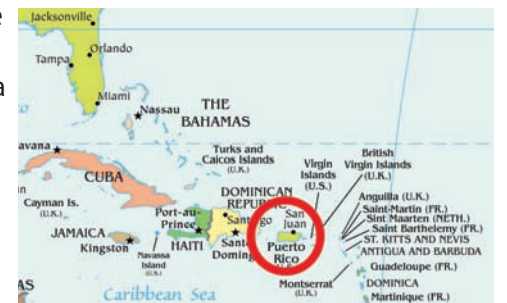 e
a
Jacksonville
Orlando
Tampa
Miami
Nassau
THE
BAHAMAS
avana
Turks and
Caicos Islands
(U.K.)
Virgin
Islands
(U.S.)
British
Virgin Islands
(U.K.)
CUBA
Cayman Is.
(U.K.)
DOMINICAN
Port-au-
Prince
San
Juan
JAMAICA
Kingston
HAITI
Puerto
Rico
Navassa
Island
(U.S.)
Anguilla (U.K.)
Saint-Martin (FR.)
Sint Maarten (NETH.)
Saint Barthelemy (FR.)
ST. KITTS AND NEVIS
ANTIGUA AND BARBUDA
Guadeloupe (FR.)
Montserrat
(U.K.)
DOMINICA
Martinique (FR.)
AS
Caribbean Sea